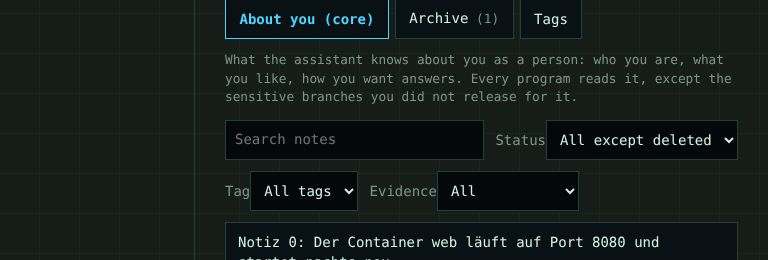 About you (core) Archive (1) Tags
What the assistant knows about you as a person: who you are, what
you like, how you want answers. Every program reads it, except the
sensitive branches you did not release for it.
Search notes Status All except deleted
Tag All tags Evidence All
Notiz 0: Der Container web läuft auf Port 8080 und